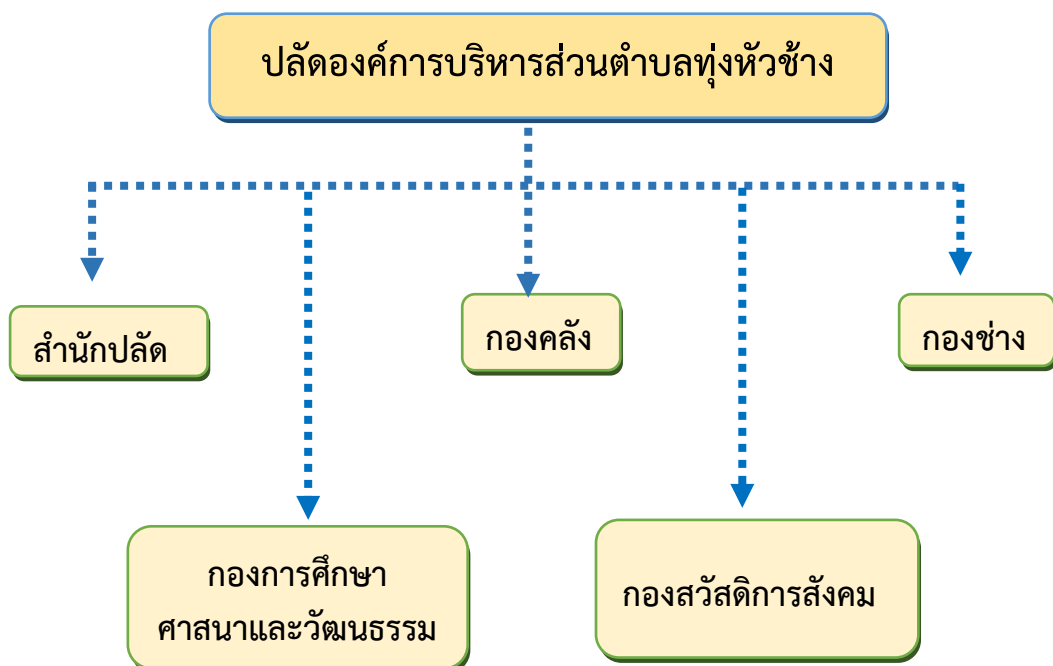 ปลัดองค์การบริหารส่วนตำบลทุ่งหัวช้าง
สำนักปลัด
กองคลัง
กองช่าง
กองการศึกษา
ศาสนาและวัฒนธรรม
กองสวัสดิการสังคม